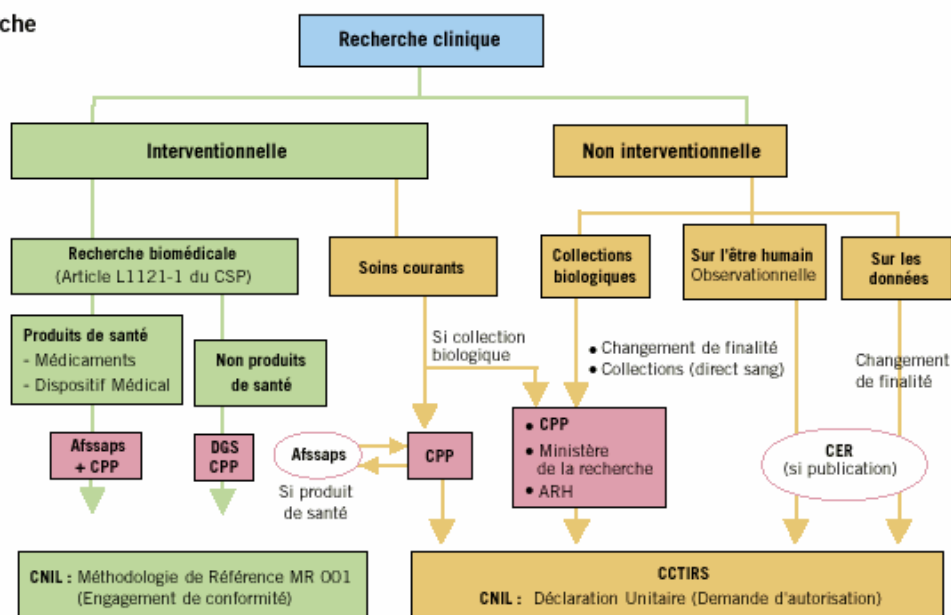 che
Recherche clinique
Interventionnelle
Non interventionnelle
Recherche biomédicale
(Article L1121-1 du CSP)
Soins courants
Collections
biologiques
Sur l'être humain
Observationnelle
Sur les
données
Produits de santé
- Médicaments
- Dispositif Médical
Non produits
de santé
Si collection
biologique
• Changement de finalité
• Collections (direct sang)
Changement
de finalité
Afssaps
+ CPP
DGS
CPP
Afssaps
Si produit
de santé
CPP
• CPP
• Ministère
de la recherche
• ARH
CER
(si publication)
CNIL : Méthodologie de Référence MR 001
(Engagement de conformité)
CCTIRS
CNIL : Déclaration Unitaire (Demande d'autorisation)